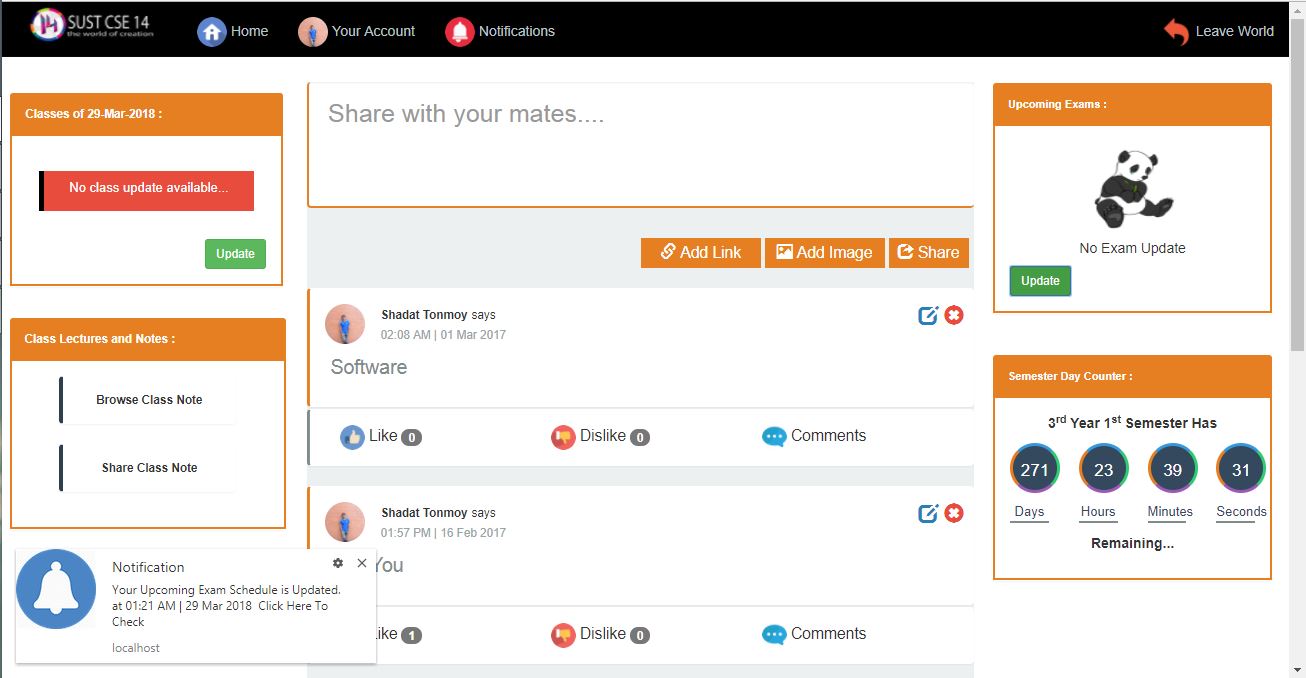 SUST CSE 14
the world of creation
Home
Your Account
Notifications
Leave World
Classes of 29-Mar-2018 :
No class update available...
Update
Class Lectures and Notes :
Browse Class Note
Share Class Note
Share with your mates....
Add Link
Add Image
Share
Shadat Tonmoy says
02:08 AM | 01 Mar 2017
Software
Like 0
Dislike 0
Comments
Shadat Tonmoy says
01:57 PM | 16 Feb 2017
You
Like 1
Dislike 0
Comments
Upcoming Exams :
No Exam Update
Update
Semester Day Counter :
3rd Year 1st Semester Has
271 23 39 31
Days Hours Minutes Seconds
Remaining...
Notification
Your Upcoming Exam Schedule is Updated.
at 01:21 AM | 29 Mar 2018 Click Here To
Check
localhost